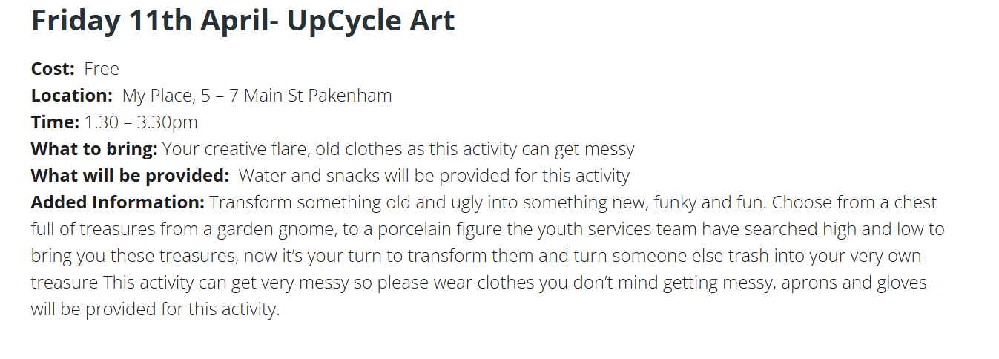 Friday 11th April- UpCycle Art
Cost:  Free
Location:  My Place, 5 – 7 Main St Pakenham
Time: 1.30 – 3.30pm
What to bring: Your creative flare, old clothes as this activity can get messy
What will be provided:  Water and snacks will be provided for this activity
Added Information: Transform something old and ugly into something new, funky and fun. Choose from a chest
full of treasures from a garden gnome, to a porcelain figure the youth services team have searched high and low to
bring you these treasures, now it’s your turn to transform them and turn someone else trash into your very own
treasure This activity can get very messy so please wear clothes you don’t mind getting messy, aprons and gloves
will be provided for this activity.